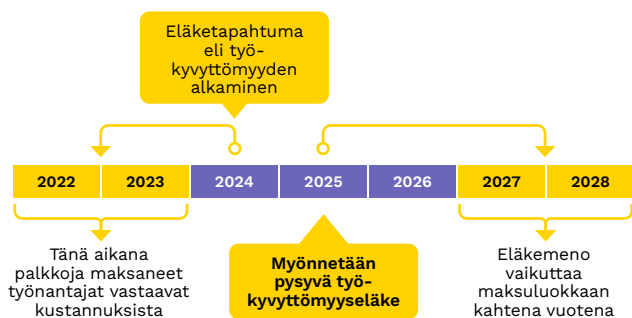 Eläketapahtuma
eli työ-
kyvyttömyyden
alkaminen
2022 2023 2024 2025 2026 2027 2028
Tänä aikana
palkkoja maksaneet
työnantajat vastaavat
kustannuksista
Myönnetään
pysyvä työ-
kyvyttömyyseläke
Eläkemeno
vaikuttaa
maksuluokkaan
kahtena vuotena